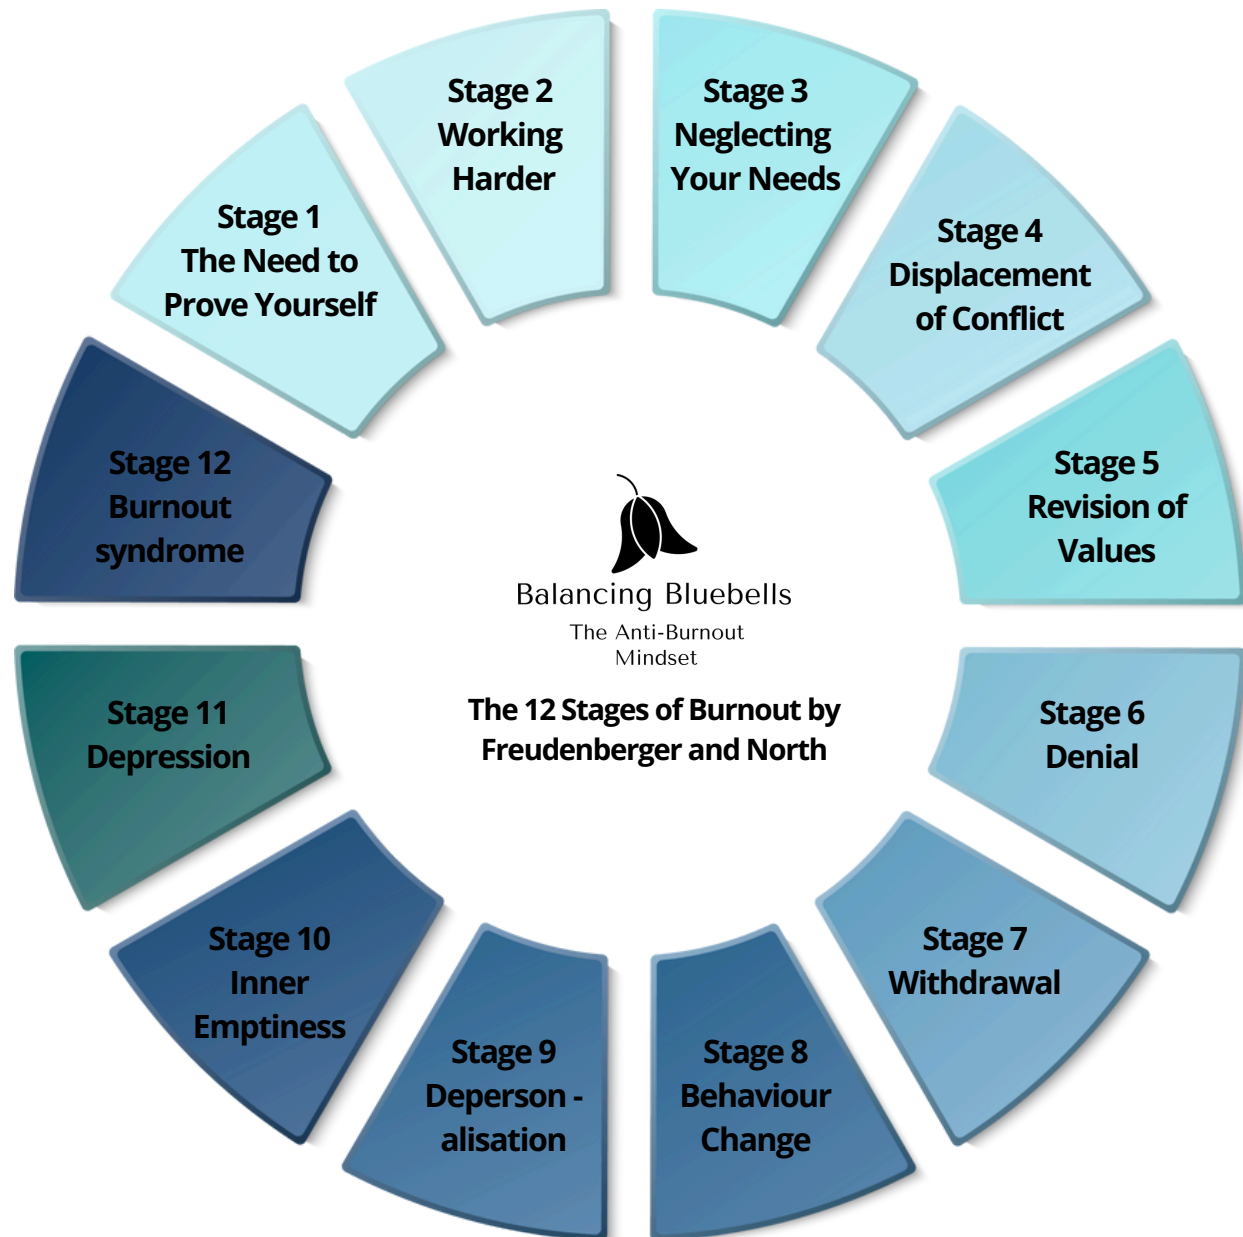 Stage 1
The Need to
Prove Yourself
Stage 2
Working
Harder
Stage 3
Neglecting
Your Needs
Stage 4
Displacement
of Conflict
Stage 5
Revision of
Values
Stage 6
Denial
Stage 7
Withdrawal
Stage 8
Behaviour
Change
Stage 9
Deperson -
alisation
Stage 10
Inner
Emptiness
Stage 11
Depression
Stage 12
Burnout
syndrome
Balancing Bluebells
The Anti-Burnout
Mindset
The 12 Stages of Burnout by
Freudenberger and North